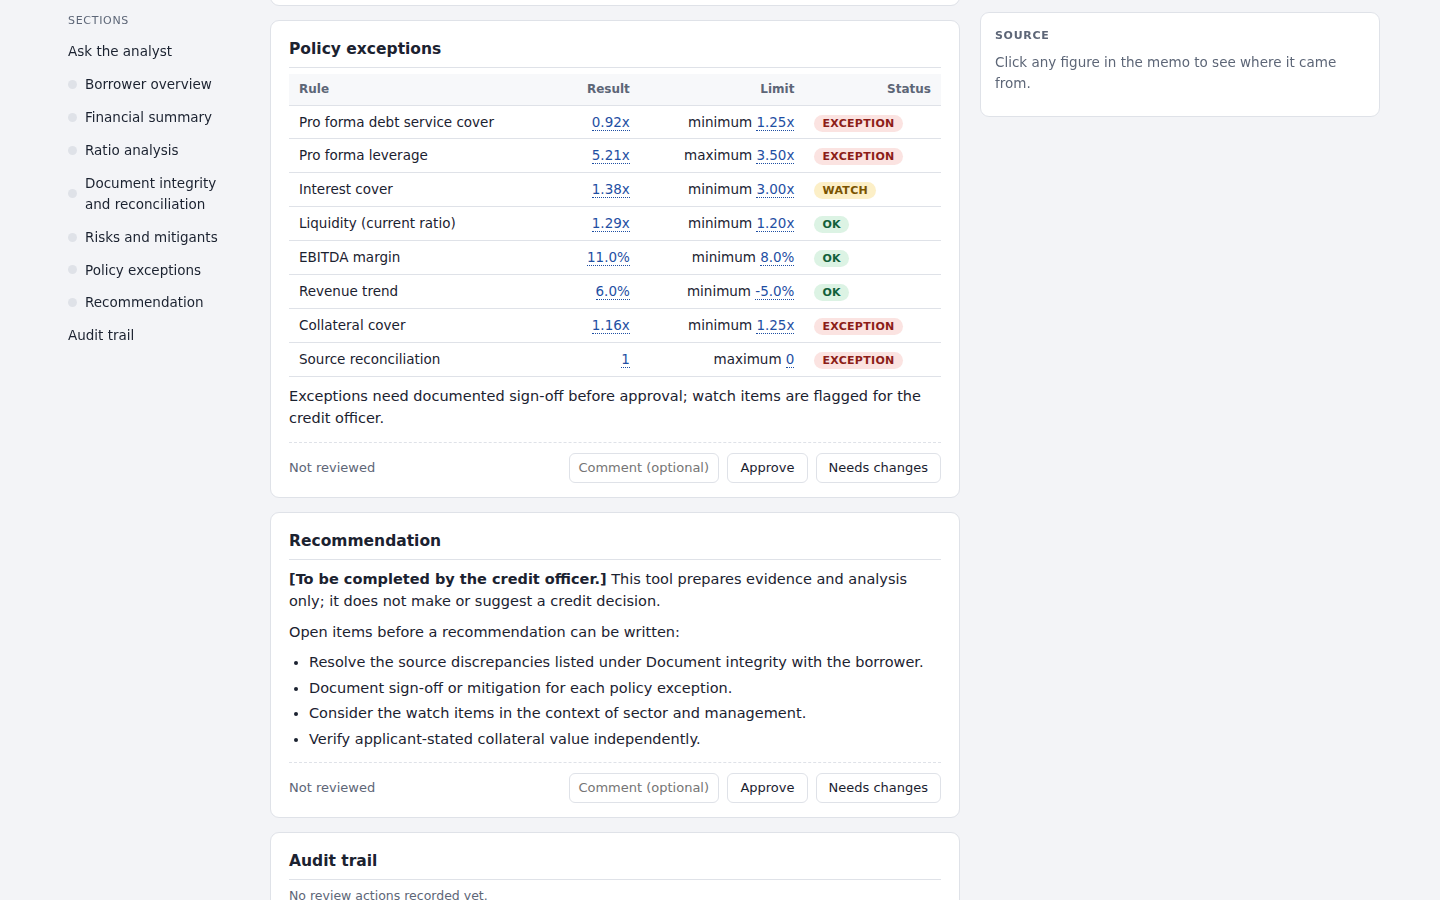 SECTIONS
Ask the analyst
Borrower overview
Financial summary
Ratio analysis
Document integrity
and reconciliation
Risks and mitigants
Policy exceptions
Recommendation
Audit trail
Policy exceptions
Rule Result Limit Status
Pro forma debt service cover 0.92x minimum 1.25x EXCEPTION
Pro forma leverage 5.21x maximum 3.50x EXCEPTION
Interest cover 1.38x minimum 3.00x WATCH
Liquidity (current ratio) 1.29x minimum 1.20x OK
EBITDA margin 11.0% minimum 8.0% OK
Revenue trend 6.0% minimum -5.0% OK
Collateral cover 1.16x minimum 1.25x EXCEPTION
Source reconciliation 1 maximum 0 EXCEPTION
Exceptions need documented sign-off before approval; watch items are flagged for the
credit officer.
Not reviewed Comment (optional) Approve Needs changes
Recommendation
[To be completed by the credit officer.] This tool prepares evidence and analysis
only; it does not make or suggest a credit decision.
Open items before a recommendation can be written:
• Resolve the source discrepancies listed under Document integrity with the borrower.
• Document sign-off or mitigation for each policy exception.
• Consider the watch items in the context of sector and management.
• Verify applicant-stated collateral value independently.
Not reviewed Comment (optional) Approve Needs changes
Audit trail
No review actions recorded yet.
SOURCE
Click any figure in the memo to see where it came
from.